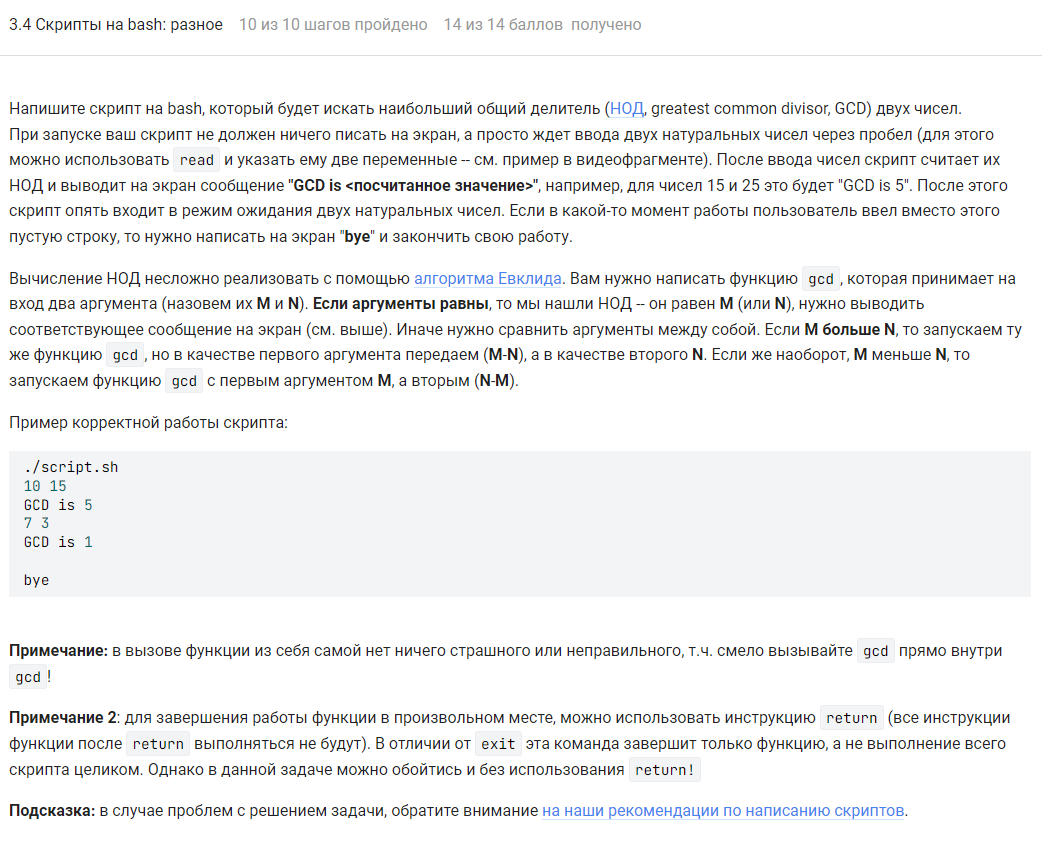 3.4 Скрипты на bash: разное 10 из 10 шагов пройдено 14 из 14 баллов получено
Напишите скрипт на bash, который будет искать наибольший общий делитель (НОД, greatest common divisor, GCD) двух чисел.
При запуске ваш скрипт не должен ничего писать на экран, а просто ждет ввода двух натуральных чисел через пробел (для этого
можно использовать read и указать ему две переменные -- см. пример в видеофрагменте). После ввода чисел скрипт считает их
НОД и выводит на экран сообщение "GCD is <посчитанное значение>", например, для чисел 15 и 25 это будет "GCD is 5". После этого
скрипт опять входит в режим ожидания двух натуральных чисел. Если в какой-то момент работы пользователь ввел вместо этого
пустую строку, то нужно написать на экран "bye" и закончить свою работу.
Вычисление НОД несложно реализовать с помощью алгоритма Евклида. Вам нужно написать функцию gcd, которая принимает на
вход два аргумента (назовем их M и N). Если аргументы равны, то мы нашли НОД -- он равен M (или N), нужно выводить
соответствующее сообщение на экран (см. выше). Иначе нужно сравнить аргументы между собой. Если M больше N, то запускаем ту
же функцию gcd, но в качестве первого аргумента передаем (M-N), а в качестве второго N. Если же наоборот, M меньше N, то
запускаем функцию gcd с первым аргументом M, а вторым (N-M).
Пример корректной работы скрипта:
./script.sh
10 15
GCD is 5
7 3
GCD is 1
bye
Примечание: в вызове функции из себя самой нет ничего страшного или неправильного, т.ч. смело вызывайте gcd прямо внутри
gcd!
Примечание 2: для завершения работы функции в произвольном месте, можно использовать инструкцию return (все инструкции
функции после return выполняться не будут). В отличии от exit эта команда завершит только функцию, а не выполнение всего
скрипта целиком. Однако в данной задаче можно обойтись и без использования return!
Подсказка: в случае проблем с решением задачи, обратите внимание на наши рекомендации по написанию скриптов.